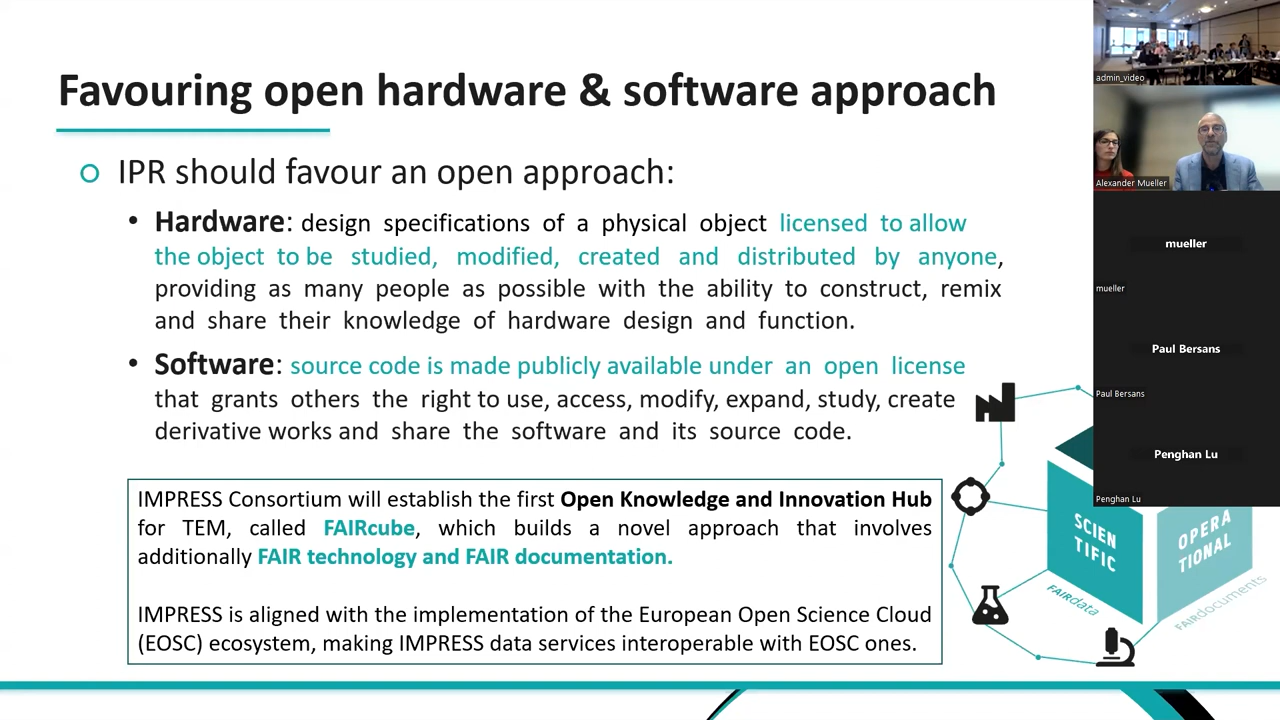 Favouring open hardware & software approach
IPR should favour an open approach:
• Hardware: design specifications of a physical object licensed to allow
the object to be studied, modified, created and distributed by anyone,
providing as many people as possible with the ability to construct, remix
and share their knowledge of hardware design and function.
• Software: source code is made publicly available under an open license
that grants others the right to use, access, modify, expand, study, create
derivative works and share the software and its source code.
IMPRESS Consortium will establish the first Open Knowledge and Innovation Hub
for TEM, called FAIRcube, which builds a novel approach that involves
additionally FAIR technology and FAIR documentation.
IMPRESS is aligned with the implementation of the European Open Science Cloud
(EOSC) ecosystem, making IMPRESS data services interoperable with EOSC ones.
SCIEN
TIFIC
OPERA
TIONAL
FAIRdata
FAIRdocuments
admin_video
Alexander Mueller
mueller
mueller
Paul Bersans
Paul Bersans
Penghan Lu
Penghan Lu